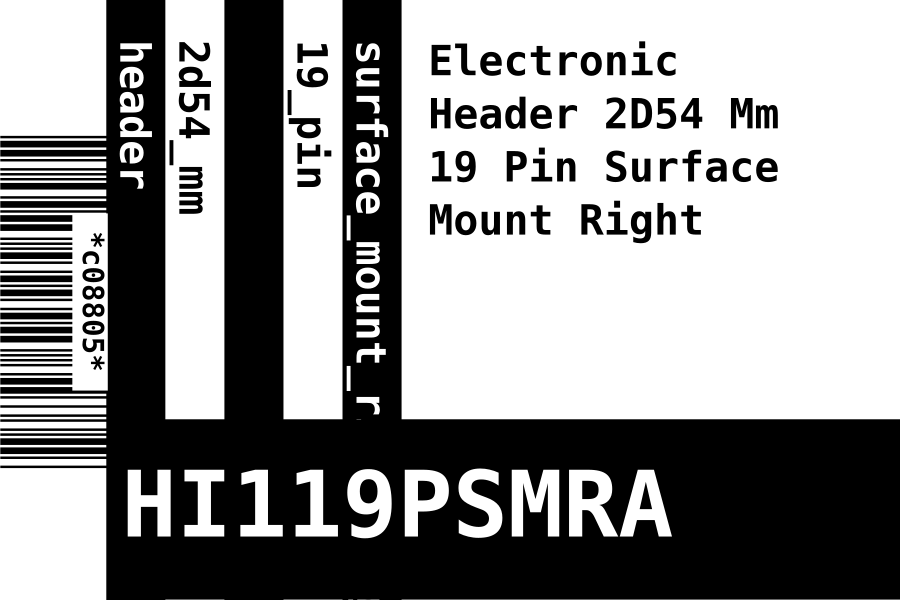 *c08805*
header
2d54_mm
19_pin
surface_mount_r
Electronic
Header 2D54 Mm
19 Pin Surface
Mount Right
HI119PSMRA